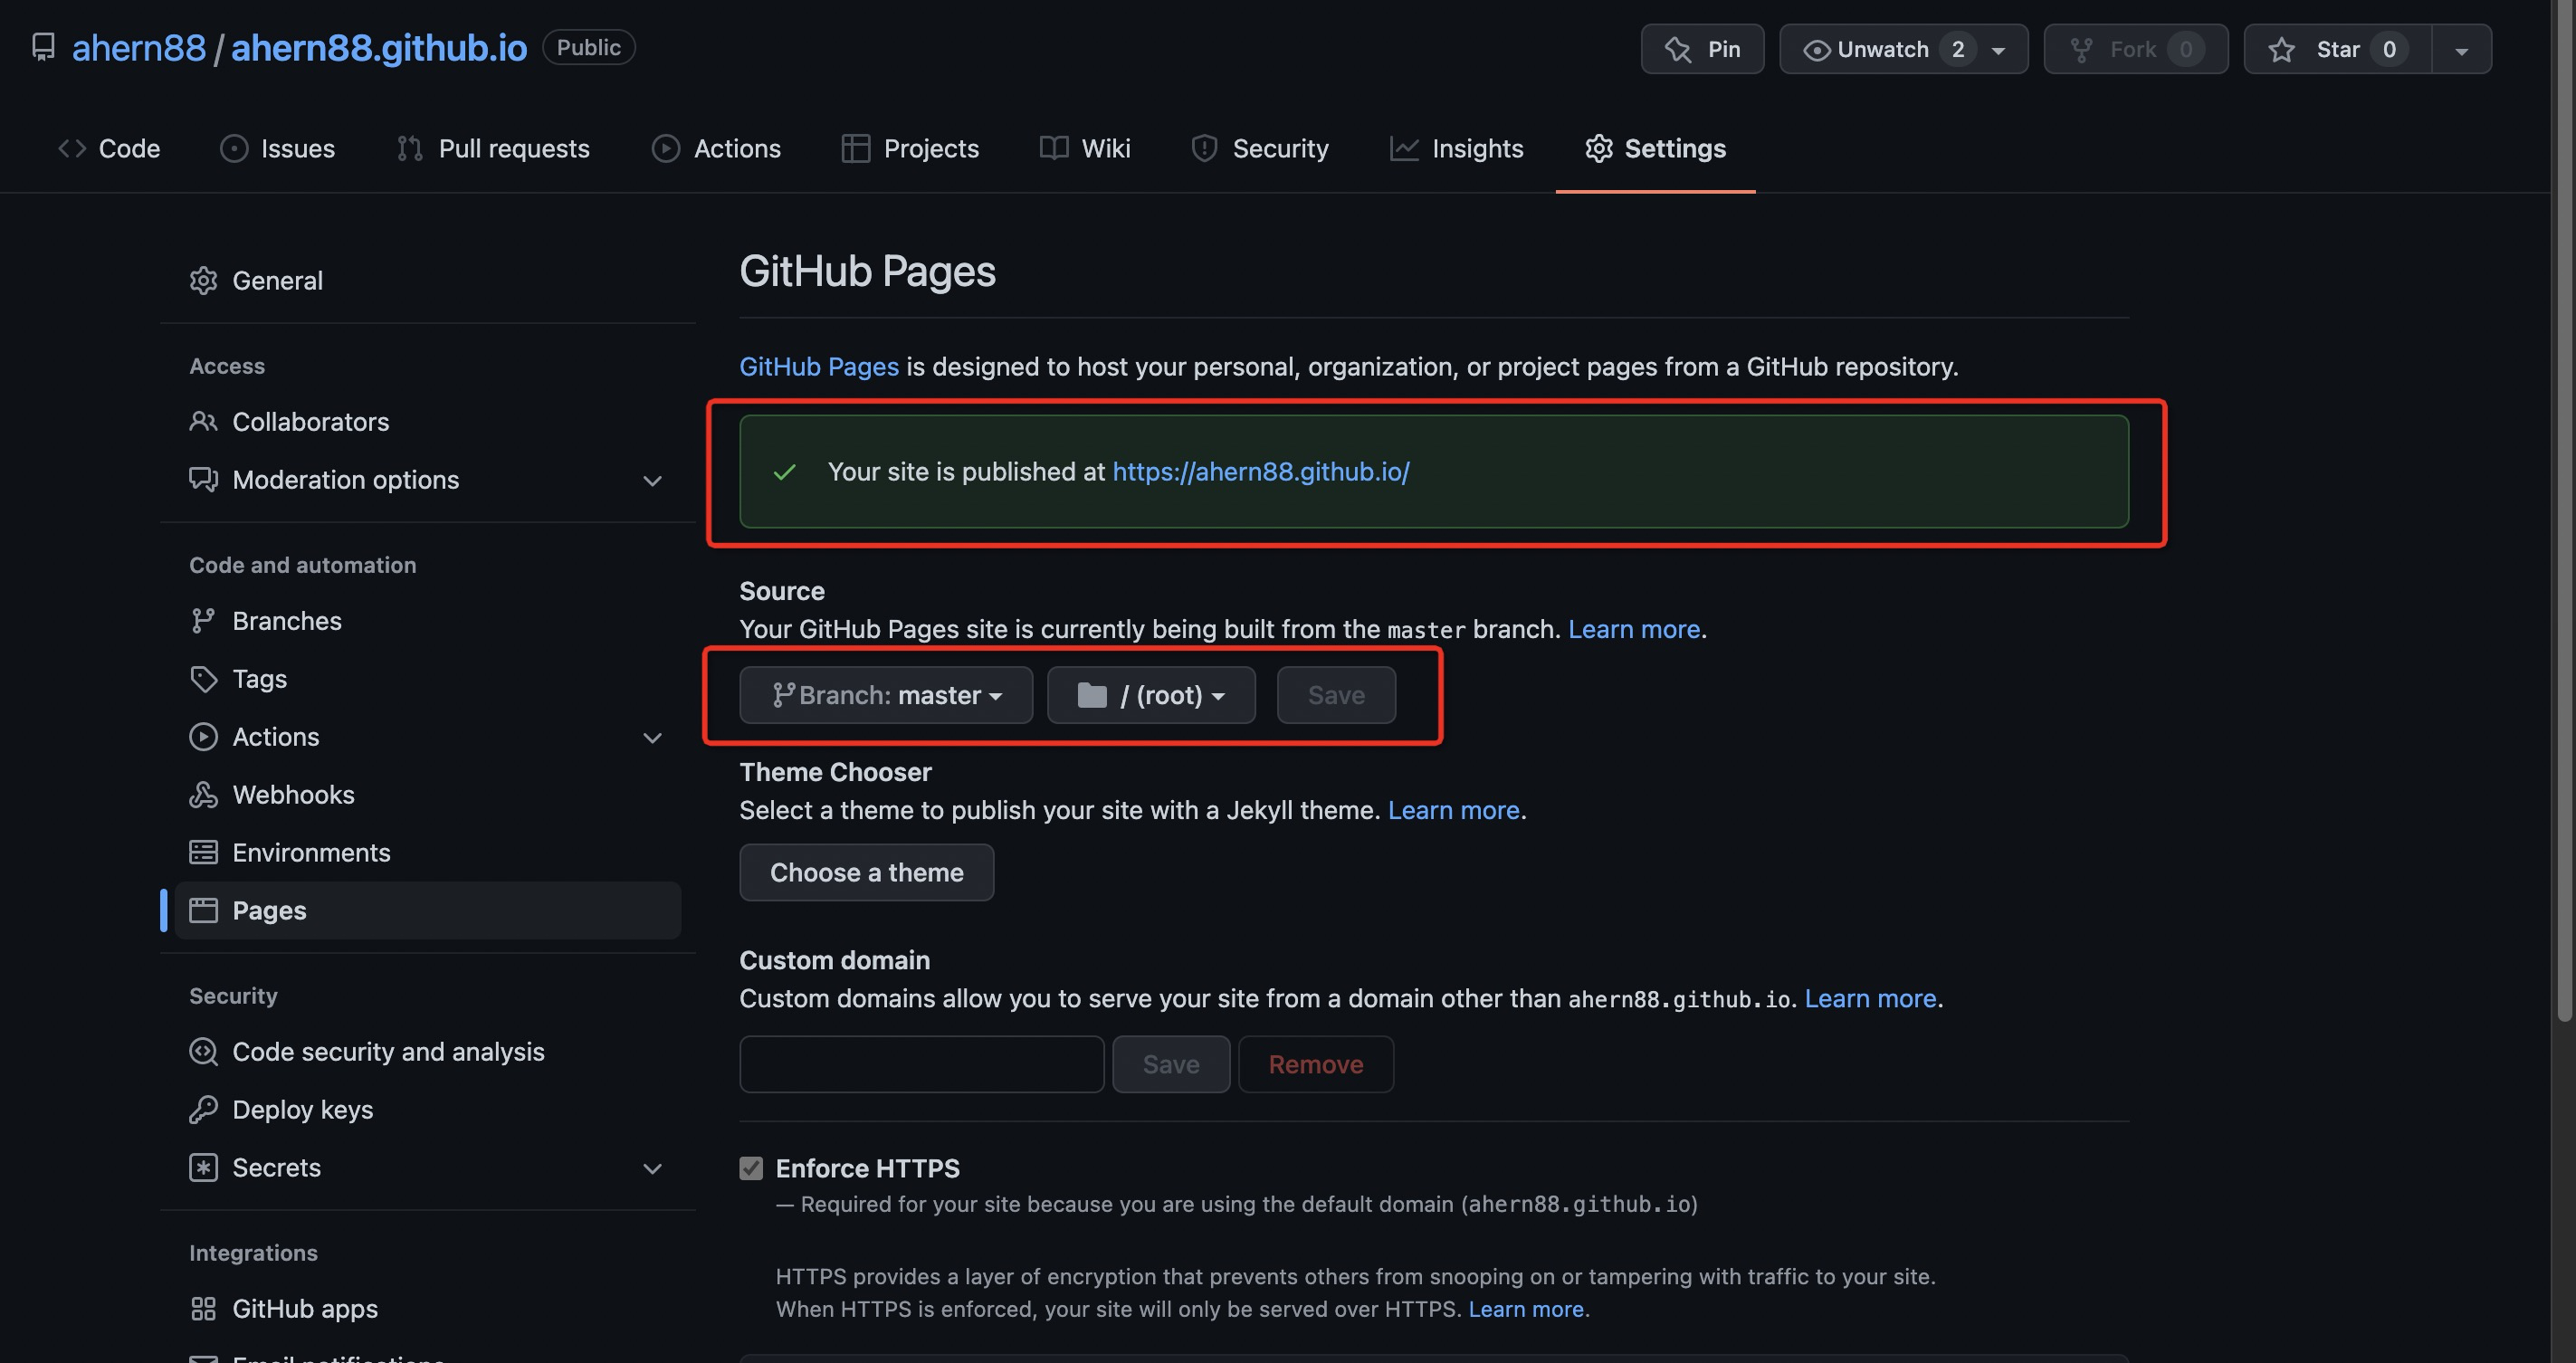 ahern88 / ahern88.github.io Public
Pin Unwatch 2 Fork 0 Star 0
Code Issues Pull requests Actions Projects Wiki Security Insights Settings
General
Access
Collaborators
Moderation options
Code and automation
Branches
Tags
Actions
Webhooks
Environments
Pages
Security
Code security and analysis
Deploy keys
Secrets
Integrations
GitHub apps
Email notifications
GitHub Pages
GitHub Pages is designed to host your personal, organization, or project pages from a GitHub repository.
Your site is published at https://ahern88.github.io/
Source
Your GitHub Pages site is currently being built from the master branch. Learn more.
Branch: master / (root) Save
Theme Chooser
Select a theme to publish your site with a Jekyll theme. Learn more.
Choose a theme
Custom domain
Custom domains allow you to serve your site from a domain other than ahern88.github.io. Learn more.
Save Remove
Enforce HTTPS
— Required for your site because you are using the default domain (ahern88.github.io)
HTTPS provides a layer of encryption that prevents others from snooping on or tampering with traffic to your site.
When HTTPS is enforced, your site will only be served over HTTPS. Learn more.